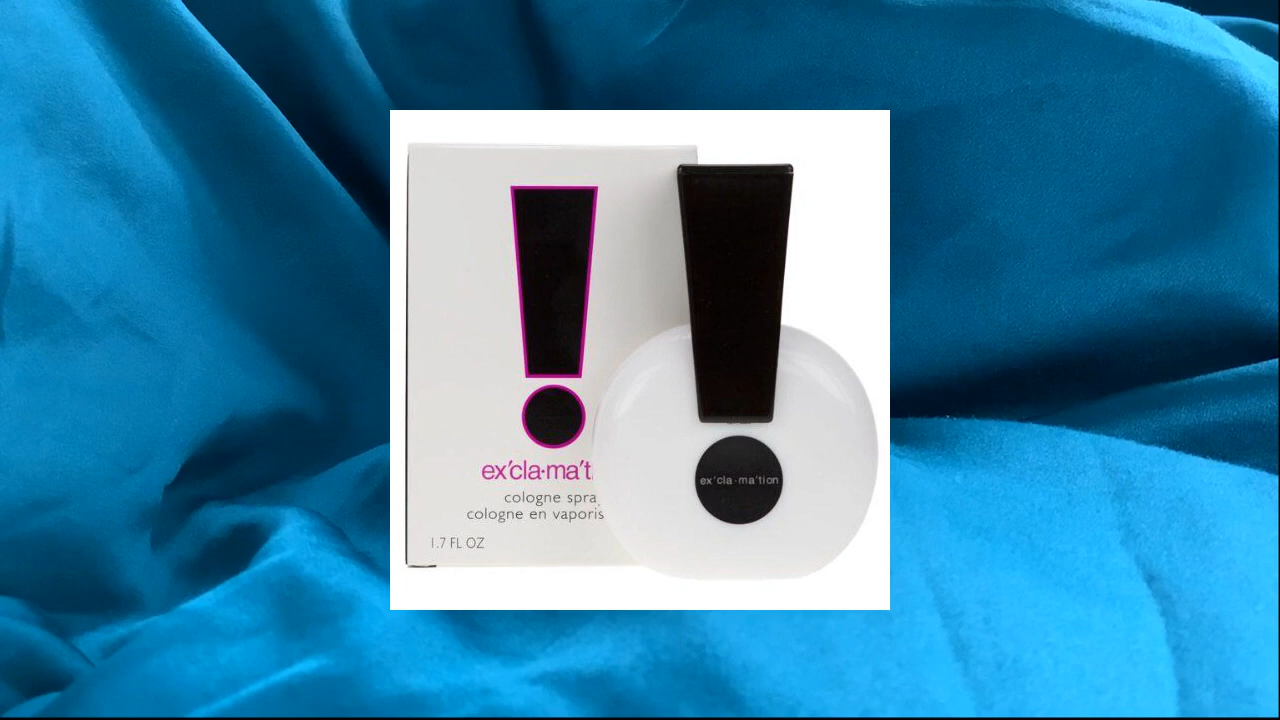 ex'cla·ma't
cologne spra
cologne en vaporis
1.7 FL OZ
ex'cla·ma'tion